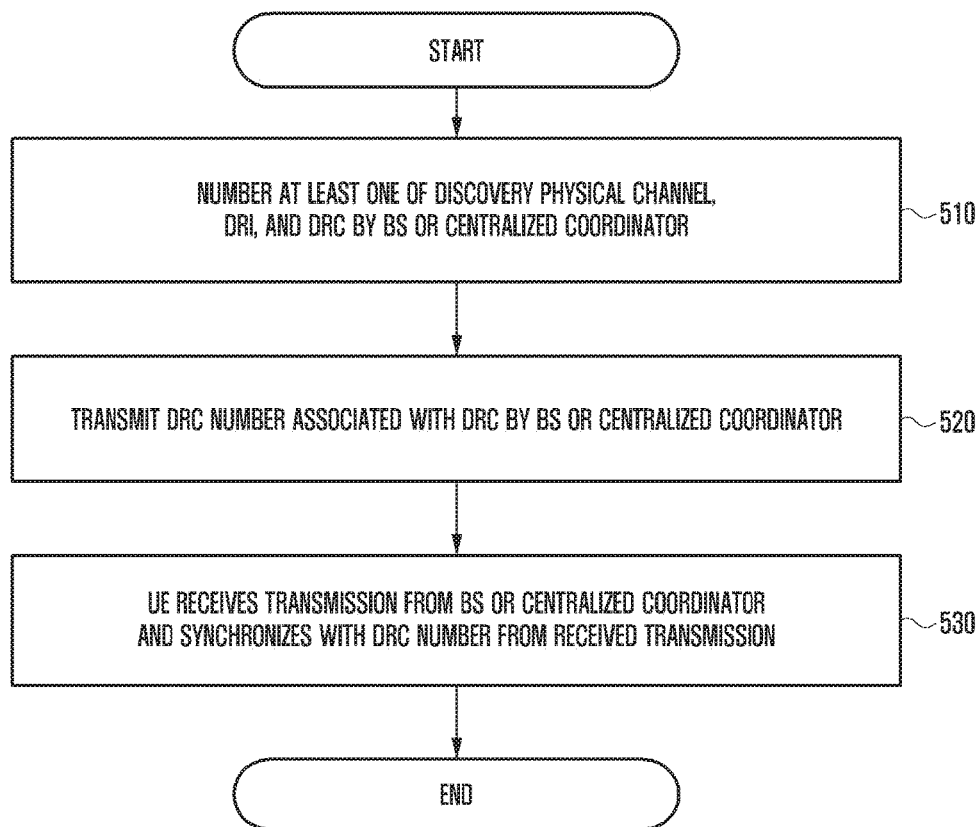 START
NUMBER AT LEAST ONE OF DISCOVERY PHYSICAL CHANNEL,
DRI, AND DRC BY BS OR CENTRALIZED COORDINATOR
510
TRANSMIT DRC NUMBER ASSOCIATED WITH DRC BY BS OR CENTRALIZED COORDINATOR
520
UE RECEIVES TRANSMISSION FROM BS OR CENTRALIZED COORDINATOR
AND SYNCHRONIZES WITH DRC NUMBER FROM RECEIVED TRANSMISSION
530
END